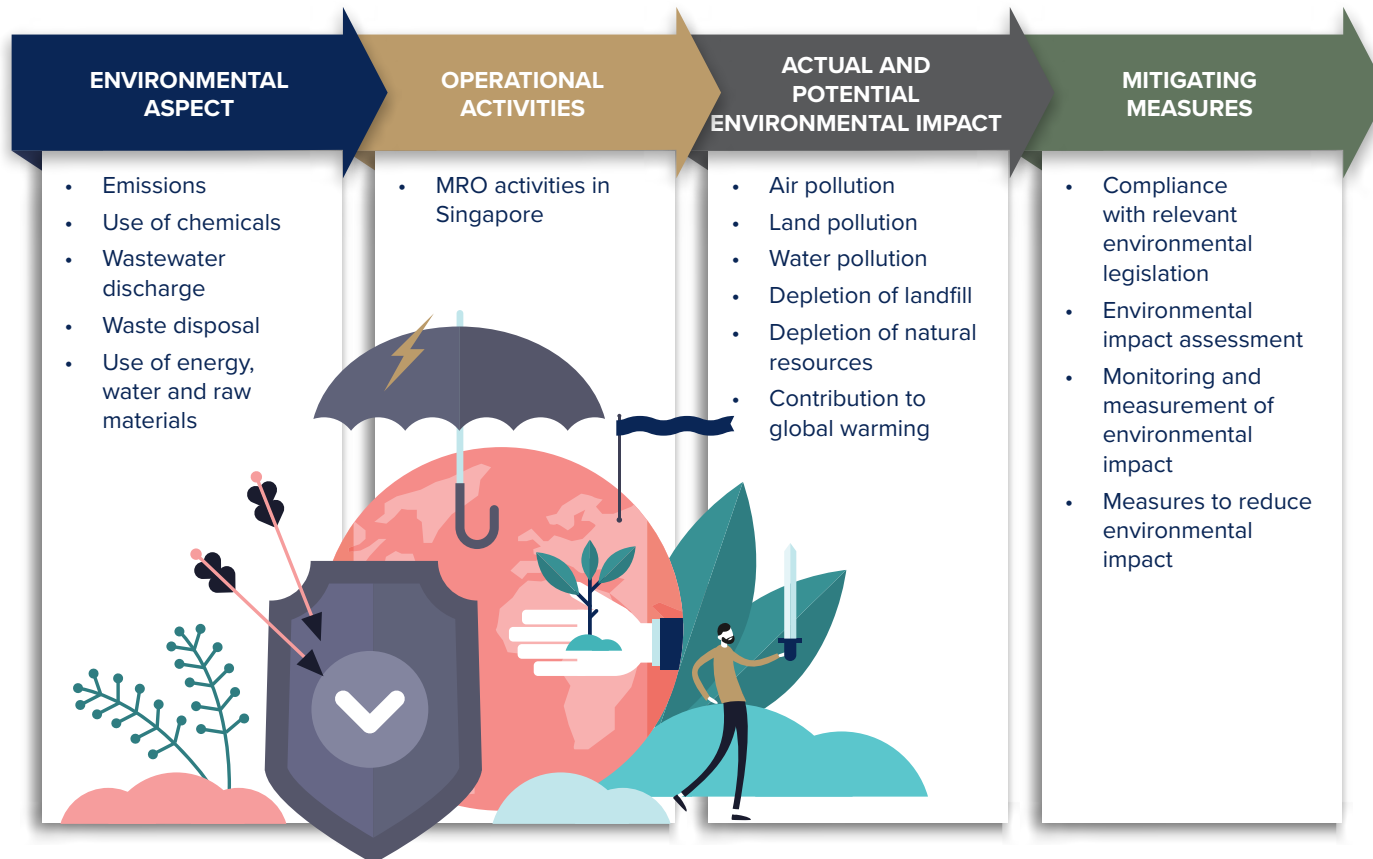 ENVIRONMENTAL
ASPECT
• Emissions
• Use of chemicals
• Wastewater
discharge
• Waste disposal
• Use of energy,
water and raw
materials
OPERATIONAL
ACTIVITIES
• MRO activities in
Singapore
ACTUAL AND
POTENTIAL
ENVIRONMENTAL IMPACT
• Air pollution
• Land pollution
• Water pollution
• Depletion of landfill
• Depletion of natural
resources
• Contribution to
global warming
MITIGATING
MEASURES
• Compliance
with relevant
environmental
legislation
• Environmental
impact assessment
• Monitoring and
measurement of
environmental
impact
• Measures to reduce
environmental
impact